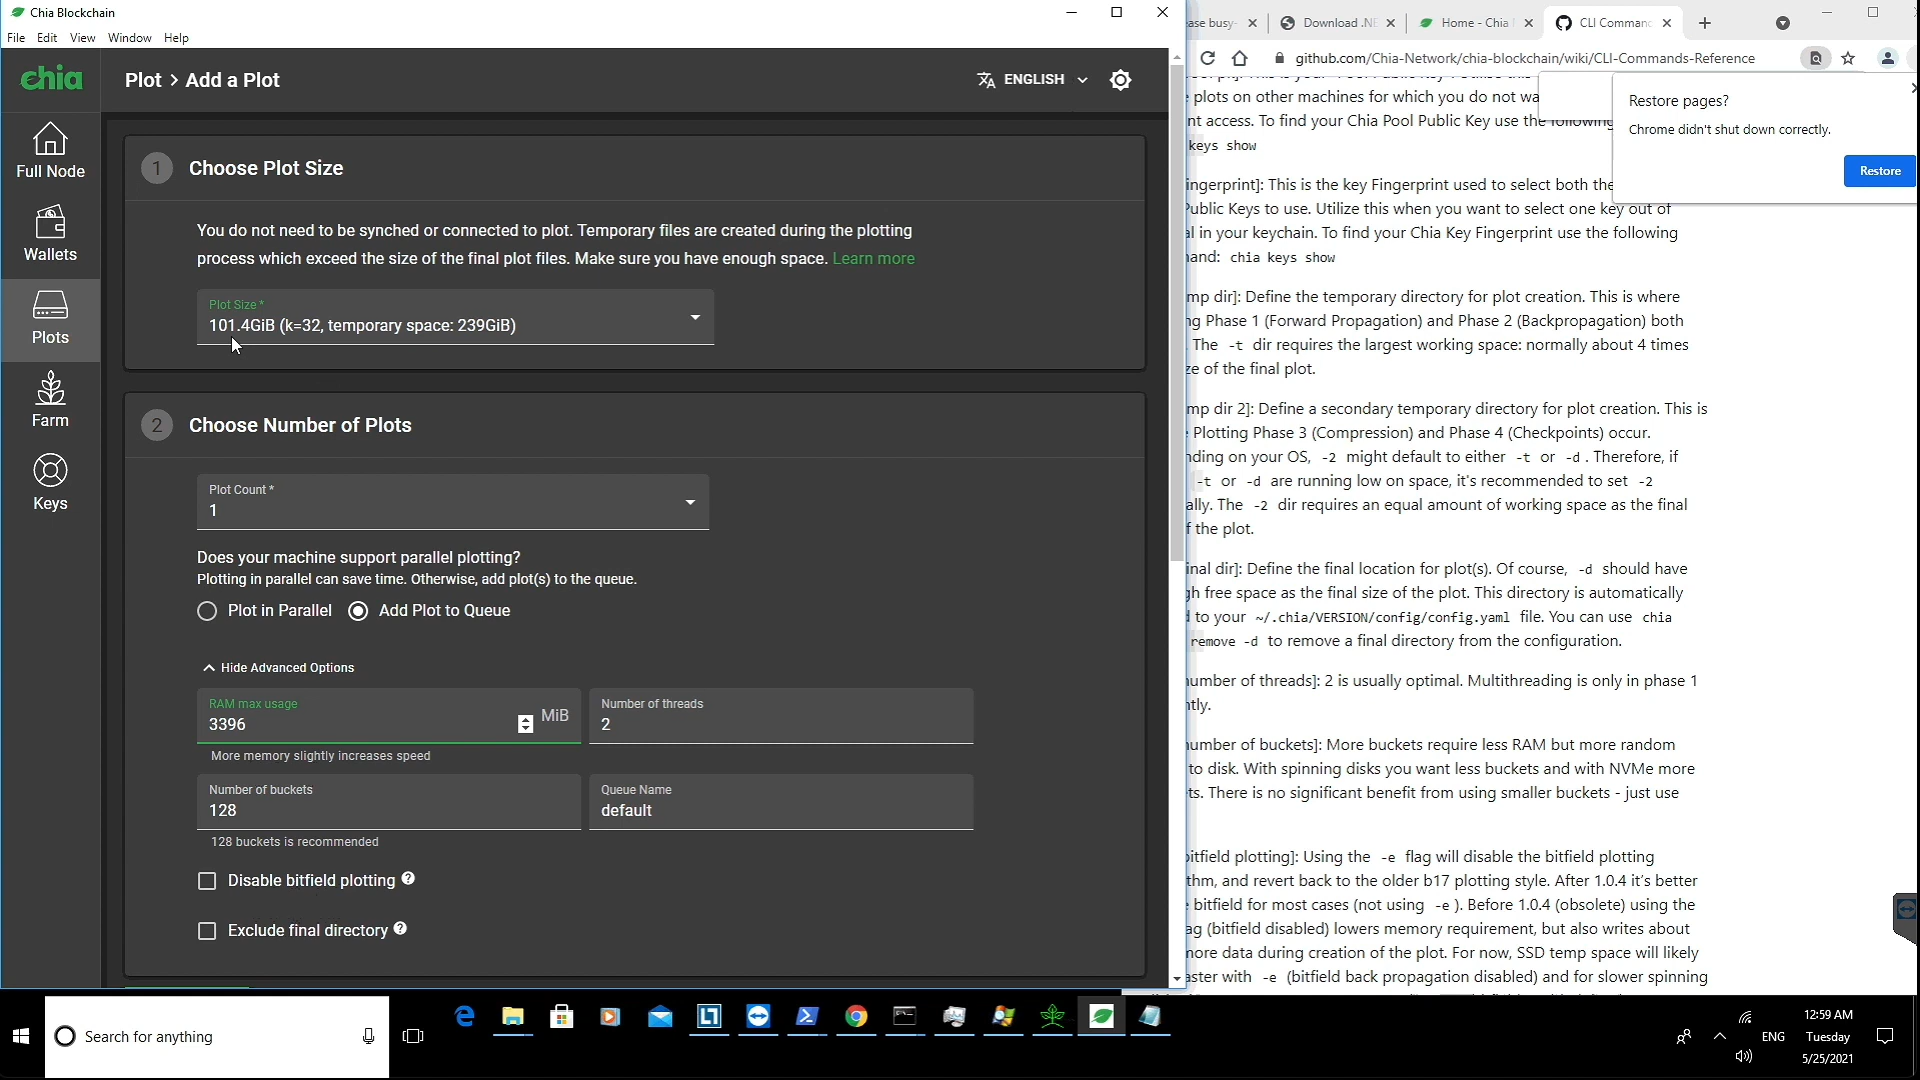 Chia Blockchain
File Edit View Window Help
chia
Plot > Add a Plot
ENGLISH
Full Node
Wallets
Plots
Farm
Keys
1 Choose Plot Size
You do not need to be synched or connected to plot. Temporary files are created during the plotting
process which exceed the size of the final plot files. Make sure you have enough space. Learn more
Plot Size *
101.4GiB (k=32, temporary space: 239GiB)
2 Choose Number of Plots
Plot Count *
1
Does your machine support parallel plotting?
Plotting in parallel can save time. Otherwise, add plot(s) to the queue.
Plot in Parallel Add Plot to Queue
Hide Advanced Options
RAM max usage
3396 MiB
More memory slightly increases speed
Number of threads
2
Number of buckets
128
128 buckets is recommended
Queue Name
default
Disable bitfield plotting
Exclude final directory
ase busy- Download .NE Home - Chia CLI Comman
github.com/Chia-Network/chia-blockchain/wiki/CLI-Commands-Reference
Restore pages?
Chrome didn't shut down correctly.
Restore
plots on other machines for which you do not wa
nt access. To find your Chia Pool Public Key use the following
keys show
ingerprint]: This is the key Fingerprint used to select both the
Public Keys to use. Utilize this when you want to select one key out of
l in your keychain. To find your Chia Key Fingerprint use the following
and: chia keys show
mp dir]: Define the temporary directory for plot creation. This is where
ng Phase 1 (Forward Propagation) and Phase 2 (Backpropagation) both
The -t dir requires the largest working space: normally about 4 times
ze of the final plot.
mp dir 2]: Define a secondary temporary directory for plot creation. This is
Plotting Phase 3 (Compression) and Phase 4 (Checkpoints) occur.
nding on your OS, -2 might default to either -t or -d . Therefore, if
-t or -d are running low on space, it's recommended to set -2
ally. The -2 dir requires an equal amount of working space as the final
f the plot.
inal dir]: Define the final location for plot(s). Of course, -d should have
gh free space as the final size of the plot. This directory is automatically
to your ~/.chia/VERSION/config/config.yaml file. You can use chia
remove -d to remove a final directory from the configuration.
umber of threads]: 2 is usually optimal. Multithreading is only in phase 1
tly.
umber of buckets]: More buckets require less RAM but more random
to disk. With spinning disks you want less buckets and with NVMe more
ts. There is no significant benefit from using smaller buckets - just use
bitfield plotting]: Using the -e flag will disable the bitfield plotting
thm, and revert back to the older b17 plotting style. After 1.0.4 it's better
bitfield for most cases (not using -e ). Before 1.0.4 (obsolete) using the
ag (bitfield disabled) lowers memory requirement, but also writes about
more data during creation of the plot. For now, SSD temp space will likely
aster with -e (bitfield back propagation disabled) and for slower spinning
Search for anything
ENG
12:59 AM
Tuesday
5/25/2021